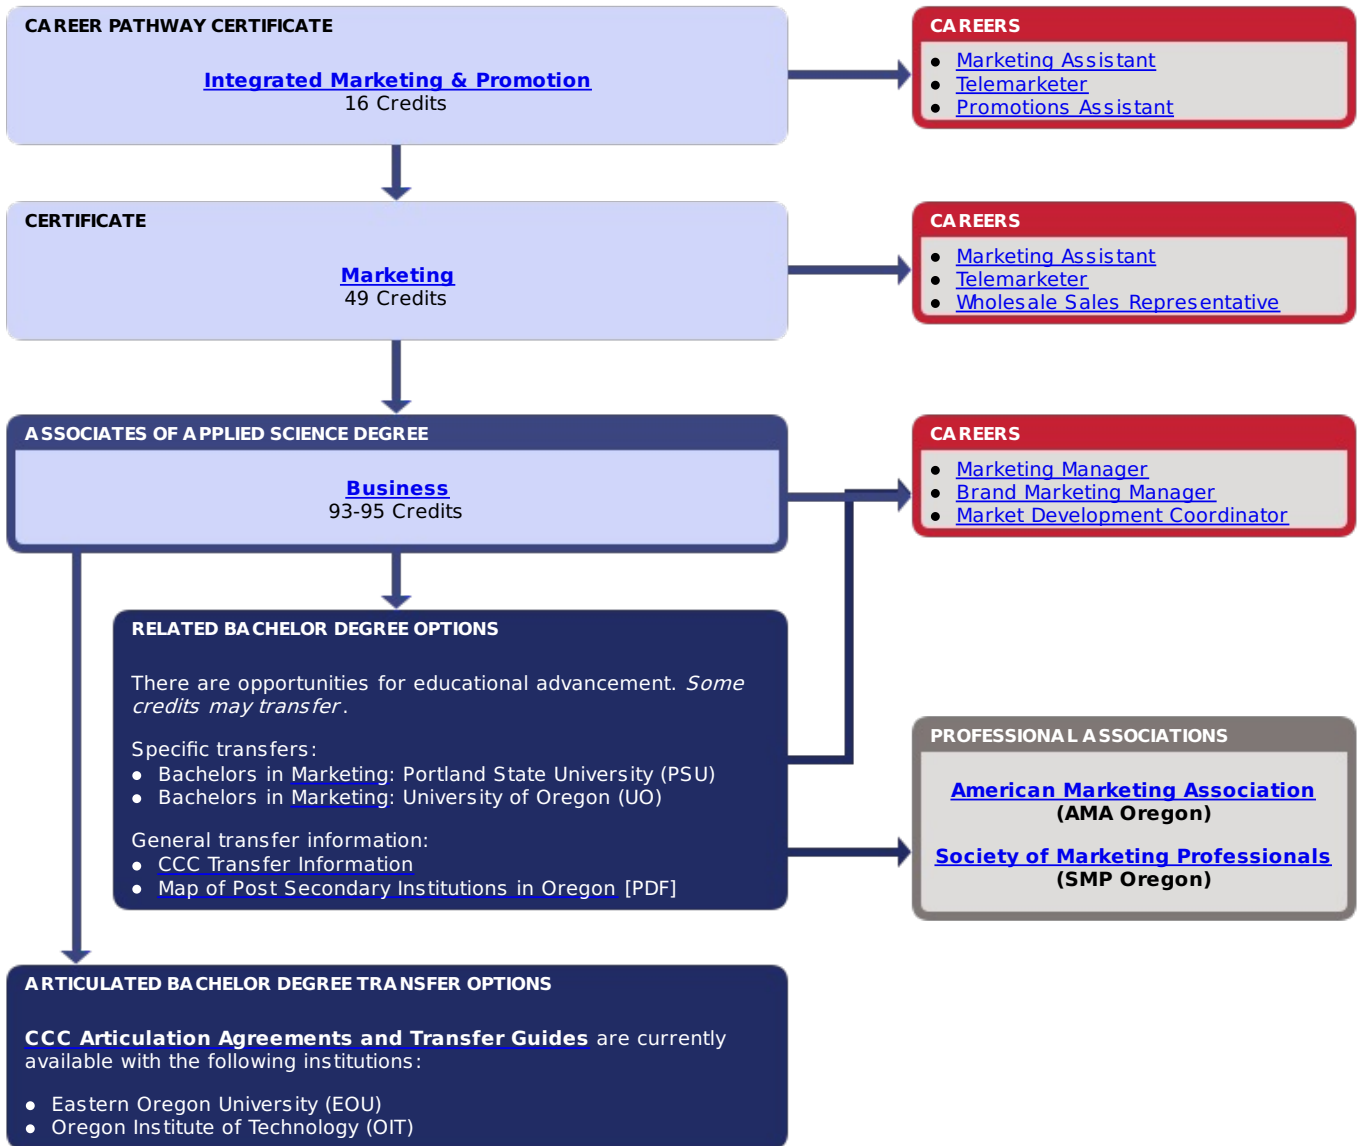 CAREER PATHWAY CERTIFICATE
Integrated Marketing & Promotion
16 Credits
CAREERS
● Marketing Assistant
● Telemarketer
● Promotions Assistant
CERTIFICATE
Marketing
49 Credits
CAREERS
● Marketing Assistant
● Telemarketer
● Wholesale Sales Representative
ASSOCIATES OF APPLIED SCIENCE DEGREE
Business
93-95 Credits
CAREERS
● Marketing Manager
● Brand Marketing Manager
● Market Development Coordinator
RELATED BACHELOR DEGREE OPTIONS
There are opportunities for educational advancement. Some
credits may transfer.
Specific transfers:
● Bachelors in Marketing: Portland State University (PSU)
● Bachelors in Marketing: University of Oregon (UO)
General transfer information:
● CCC Transfer Information
● Map of Post Secondary Institutions in Oregon [PDF]
PROFESSIONAL ASSOCIATIONS
American Marketing Association
(AMA Oregon)
Society of Marketing Professionals
(SMP Oregon)
ARTICULATED BACHELOR DEGREE TRANSFER OPTIONS
CCC Articulation Agreements and Transfer Guides are currently
available with the following institutions:
● Eastern Oregon University (EOU)
● Oregon Institute of Technology (OIT)